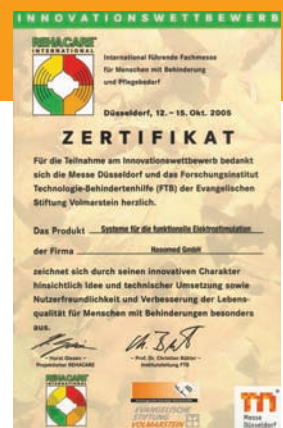 INNOVATIONSWETTBEWERB
REHACARE
INTERNATIONAL
International führende Fachmesse
für Menschen mit Behinderung
und Pflegebedarf
Düsseldorf, 12. – 15. Okt. 2005
ZERTIFIKAT
Für die Teilnahme am Innovationswettbewerb bedankt
sich die Messe Düsseldorf und das Forschungsinstitut
Technologie-Behindertenhilfe (FTB) der Evangelischen
Stiftung Volmarstein herzlich.
Das Produkt Systeme für die funktionelle Elektrostimulation
der Firma Hasomed GmbH
zeichnet sich durch seinen innovativen Charakter
hinsichtlich Idee und technischer Umsetzung sowie
Nutzerfreundlichkeit und Verbesserung der Lebens-
qualität für Menschen mit Behinderungen besonders
aus.
– Horst Giesen –
Projektleiter REHACARE
– Prof. Dr. Christian Bühler –
Institutsleitung FTB
REHACARE
INTERNATIONAL
EVANGELISCHE
STIFTUNG
VOLMARSTEIN
Messe
Düsseldorf